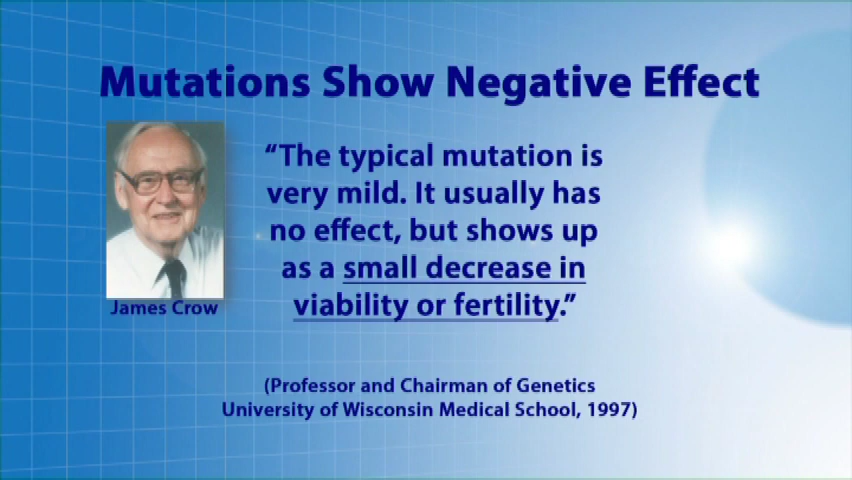 Mutations Show Negative Effect
“The typical mutation is
very mild. It usually has
no effect, but shows up
as a small decrease in
viability or fertility.”
James Crow
(Professor and Chairman of Genetics
University of Wisconsin Medical School, 1997)